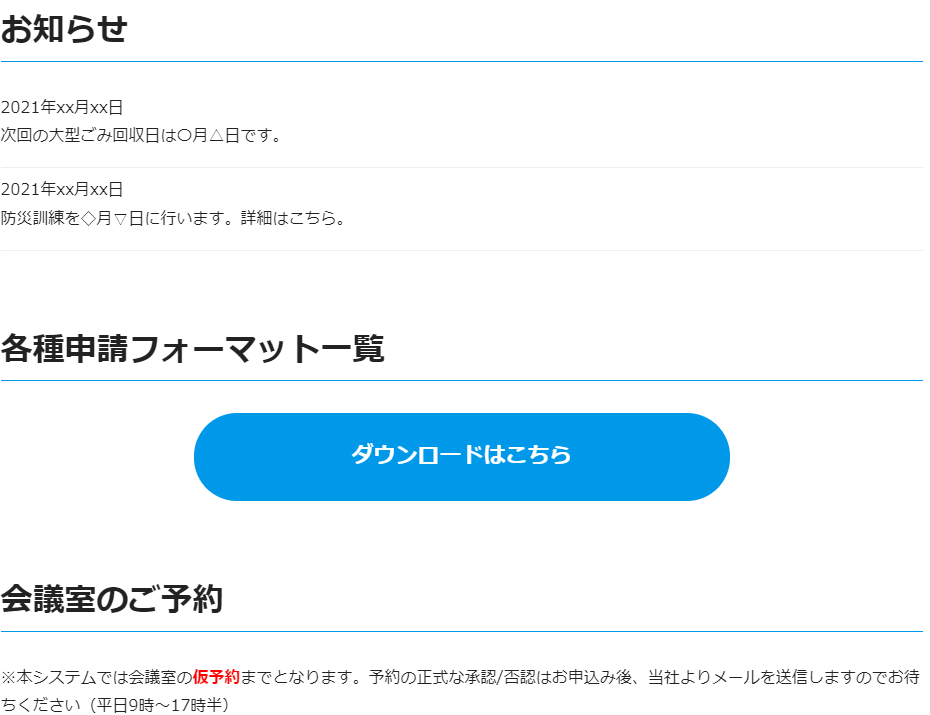 お知らせ
2021年xx月xx日
次回の大型ごみ回収日は〇月△日です。
2021年xx月xx日
防災訓練を◇月▽日に行います。詳細はこちら。
各種申請フォーマット一覧
ダウンロードはこちら
会議室のご予約
※本システムでは会議室の仮予約までとなります。予約の正式な承認/否認はお申込み後、当社よりメールを送信しますのでお待
ちください（平日9時～17時半）